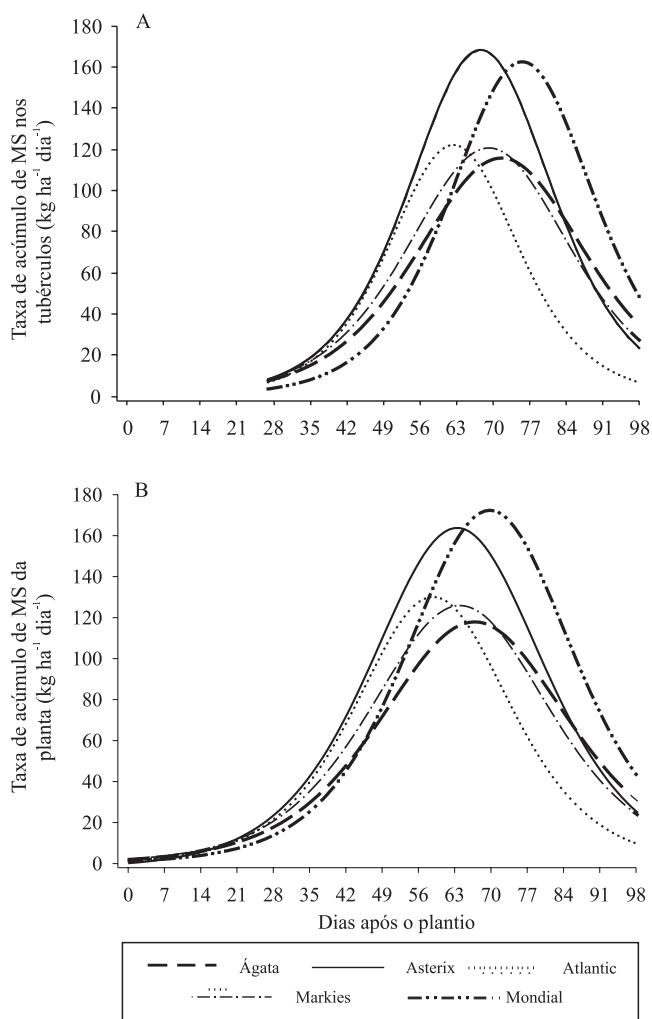 A
Taxa de acúmulo de MS nos
tubérculos (kg ha⁻¹ dia⁻¹)
180
160
140
120
100
80
60
40
20
0
0 7 14 21 28 35 42 49 56 63 70 77 84 91 98
B
Taxa de acúmulo de MS da
planta (kg ha⁻¹ dia⁻¹)
180
160
140
120
100
80
60
40
20
0
0 7 14 21 28 35 42 49 56 63 70 77 84 91 98
Dias após o plantio
Ágata Asterix Atlantic
Markies Mondial